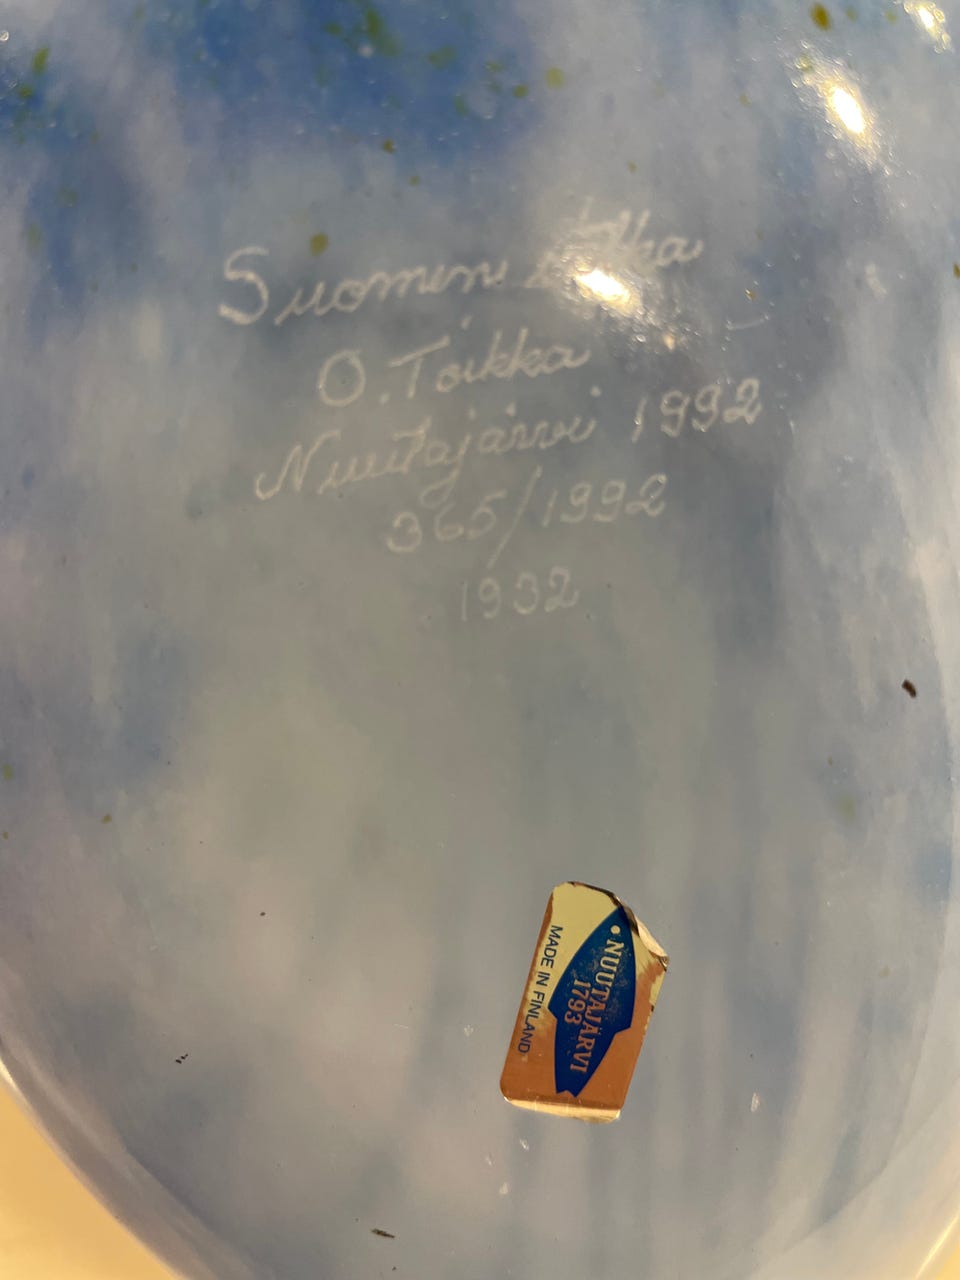 Suomen
O. Toikka
Nuutajärvi 1992
365/1992
1932
NUUTAJÄRVI
1793
MADE IN FINLAND